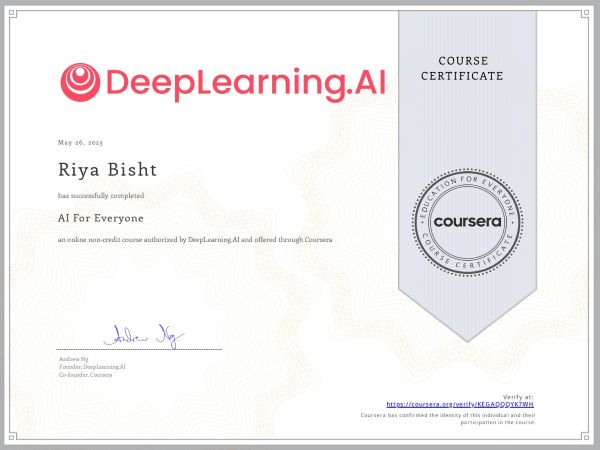 DeepLearning.AI
COURSE
CERTIFICATE
May 26, 2023
Riya Bisht
has successfully completed
AI For Everyone
an online non-credit course authorized by DeepLearning.AI and offered through Coursera
EDUCATION FOR EVERYONE
coursera
COURSE CERTIFICATE
Andrew Ng
Andrew Ng
Founder, DeepLearning.AI
Co-founder, Coursera
Verify at:
https://coursera.org/verify/KEGAQQQYK7WH
Coursera has confirmed the identity of this individual and their
participation in the course.